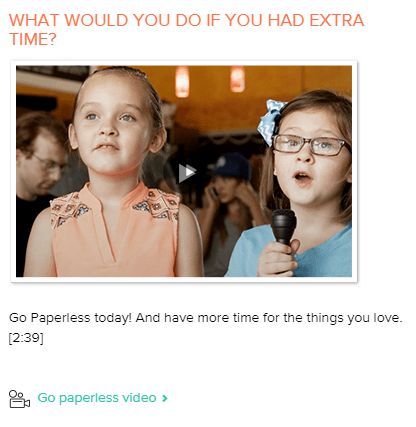 WHAT WOULD YOU DO IF YOU HAD EXTRA
TIME?
Go Paperless today! And have more time for the things you love.
[2:39]
Go paperless video ›